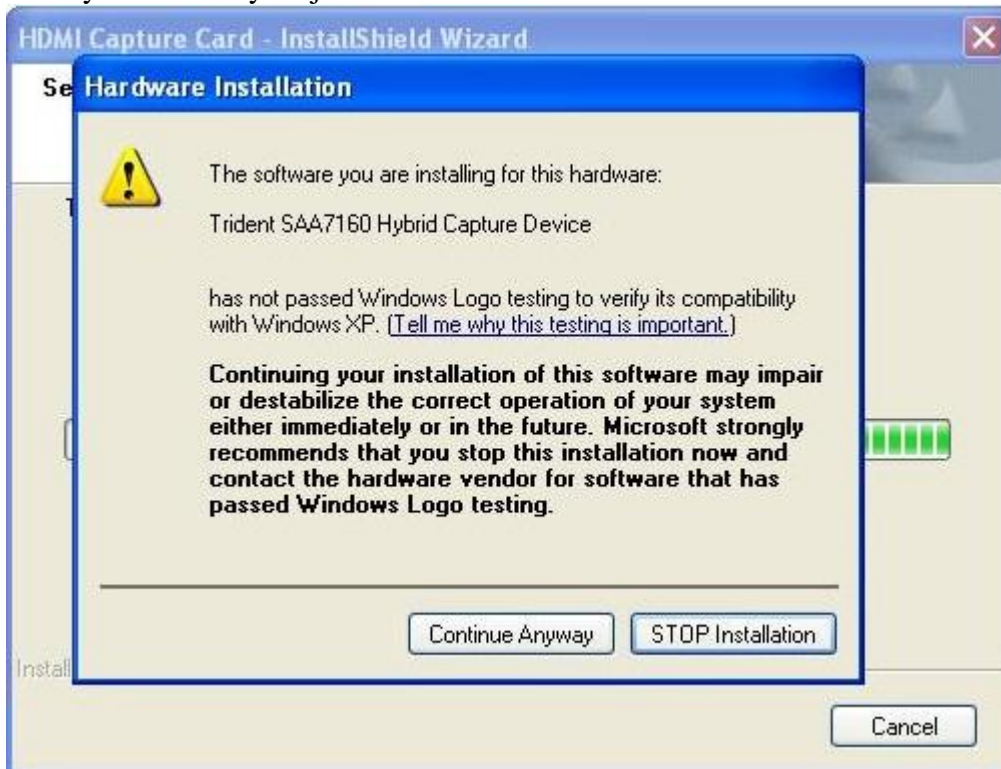 HDMI Capture Card - InstallShield Wizard
Se
Hardware Installation
The software you are installing for this hardware:
Trident SAA7160 Hybrid Capture Device
has not passed Windows Logo testing to verify its compatibility
with Windows XP. (Tell me why this testing is important.)
Continuing your installation of this software may impair
or destabilize the correct operation of your system
either immediately or in the future. Microsoft strongly
recommends that you stop this installation now and
contact the hardware vendor for software that has
passed Windows Logo testing.
Continue Anyway STOP Installation
Install
Cancel